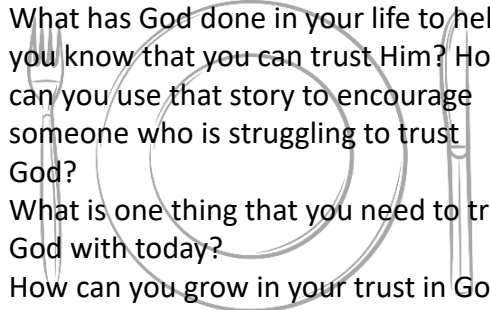 What has God done in your life to hel
you know that you can trust Him? Ho
can you use that story to encourage
someone who is struggling to trust
God?
What is one thing that you need to tr
God with today?
How can you grow in your trust in Go